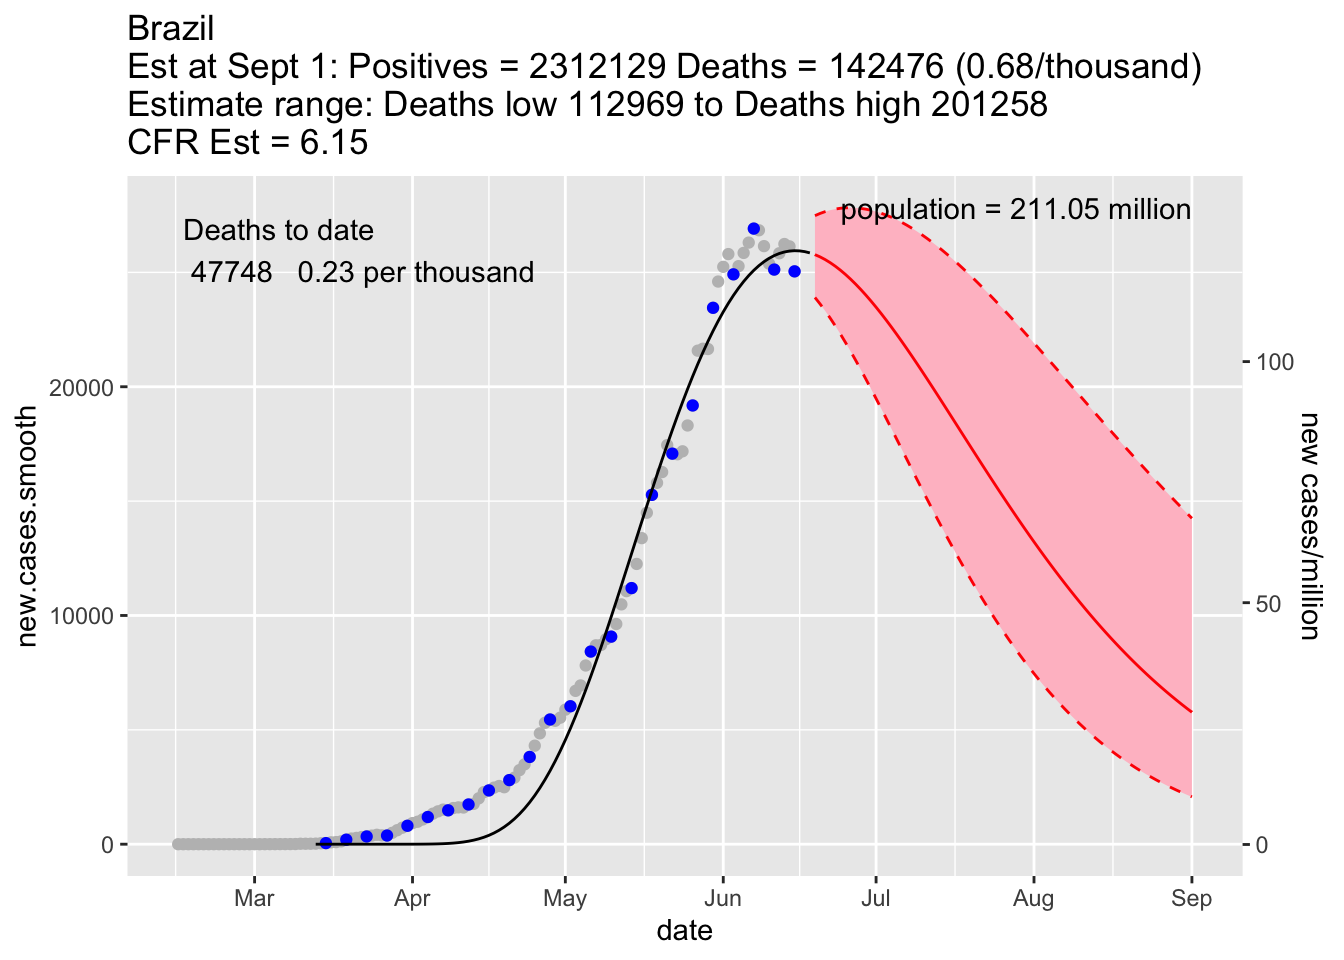 Brazil
Est at Sept 1: Positives = 2312129 Deaths = 142476 (0.68/thousand)
Estimate range: Deaths low 112969 to Deaths high 201258
CFR Est = 6.15
population = 211.05 million
Deaths to date
47748 0.23 per thousand
new.cases.smooth
20000
10000
0
100
50
0
new cases/million
Mar Apr May Jun Jul Aug Sep
date